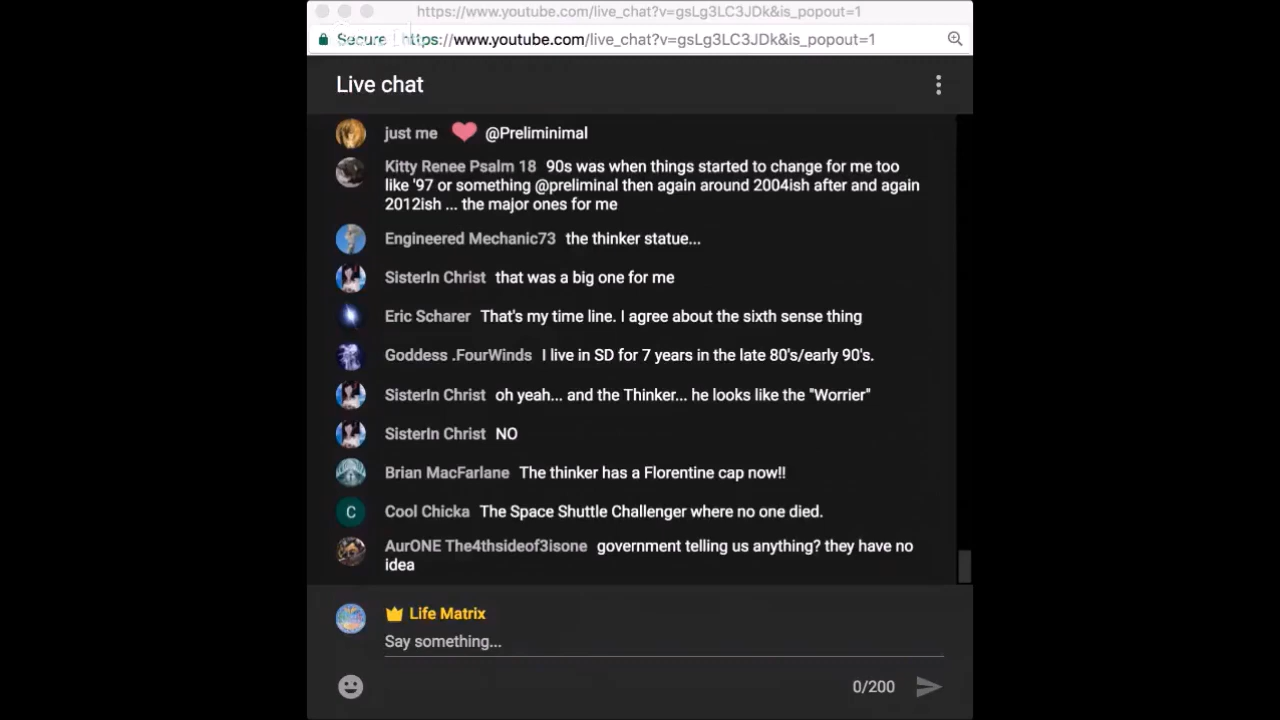 https://www.youtube.com/live_chat?v=gsLg3LC3JDk&is_popout=1
Secure https://www.youtube.com/live_chat?v=gsLg3LC3JDk&is_popout=1
Live chat
just me @Preliminimal
Kitty Renee Psalm 18 90s was when things started to change for me too
like '97 or something @preliminal then again around 2004ish after and again
2012ish ... the major ones for me
Engineered Mechanic73 the thinker statue...
SisterIn Christ that was a big one for me
Eric Scharer That's my time line. I agree about the sixth sense thing
Goddess .FourWinds I live in SD for 7 years in the late 80's/early 90's.
SisterIn Christ oh yeah... and the Thinker... he looks like the "Worrier"
SisterIn Christ NO
Brian MacFarlane The thinker has a Florentine cap now!!
C Cool Chicka The Space Shuttle Challenger where no one died.
AurONE The4thsideof3isone government telling us anything? they have no
idea
Life Matrix
Say something...
0/200